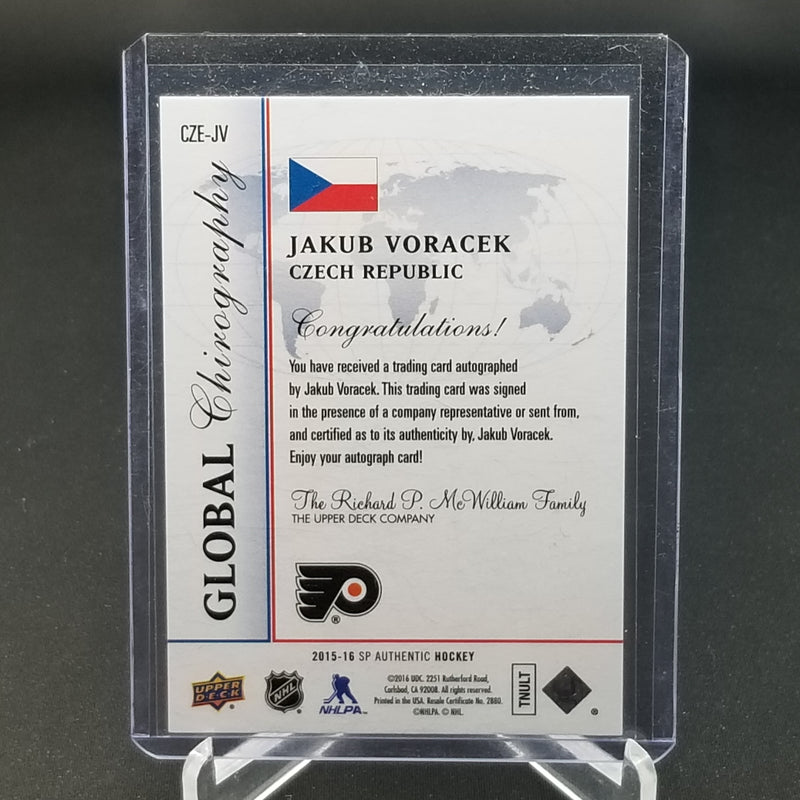 CZE-JV
GLOBAL Chirography
JAKUB VORACEK
CZECH REPUBLIC
Congratulations!
You have received a trading card autographed
by Jakub Voracek. This trading card was signed
in the presence of a company representative or sent from,
and certified as to its authenticity by, Jakub Voracek.
Enjoy your autograph card!
The Richard P. McWilliam Family
THE UPPER DECK COMPANY
®
2015-16 SP AUTHENTIC HOCKEY
UPPER
DECK
NHL
NHLPA
©2016 UDC. 2251 Rutherford Road,
Carlsbad, CA 92008. All rights reserved.
Printed in the USA. Resale Certificate No. 2880.
©NHLPA. © NHL.
TNULT
®